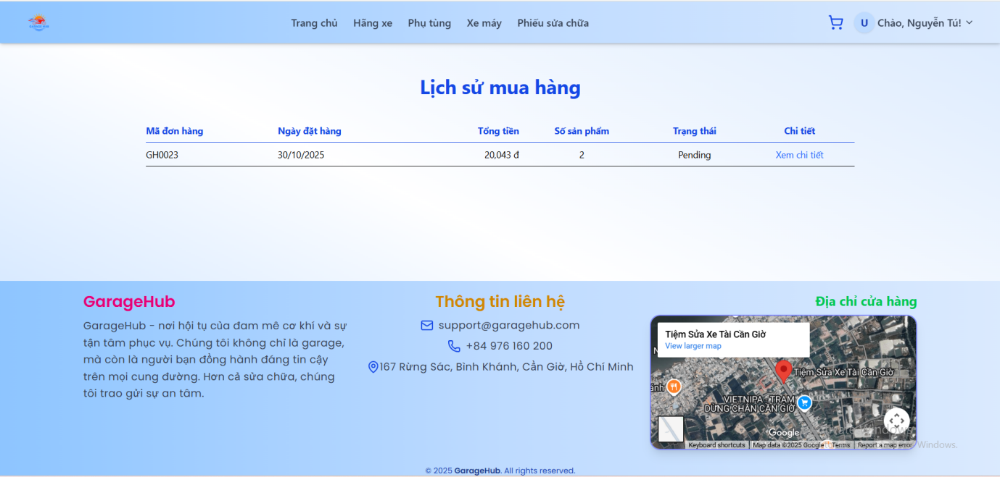 GARAGE HUB
Trang chủ Hãng xe Phụ tùng Xe máy Phiếu sửa chữa
U Chào, Nguyễn Tú!
Lịch sử mua hàng
Mã đơn hàng Ngày đặt hàng Tổng tiền Số sản phẩm Trạng thái Chi tiết
GH0023 30/10/2025 20,043 đ 2 Pending Xem chi tiết
GarageHub
GarageHub - nơi hội tụ của đam mê cơ khí và sự
tận tâm phục vụ. Chúng tôi không chỉ là garage,
mà còn là người bạn đồng hành đáng tin cậy
trên mọi cung đường. Hơn cả sửa chữa, chúng
tôi trao gửi sự an tâm.
Thông tin liên hệ
support@garagehub.com
+84 976 160 200
167 Rừng Sác, Bình Khánh, Cần Giờ, Hồ Chí Minh
Địa chỉ cửa hàng
Tiệm Sửa Xe Tài Cần Giờ
View larger map
Tiệm Sửa Xe Tài Cần Giờ
ánh
VIETNIPA - TRẠM
DỪNG CHÂN CẦN GIỜ
Google
Keyboard shortcuts Map data ©2025 Google Terms Report a map error
Windows.
© 2025 GarageHub. All rights reserved.